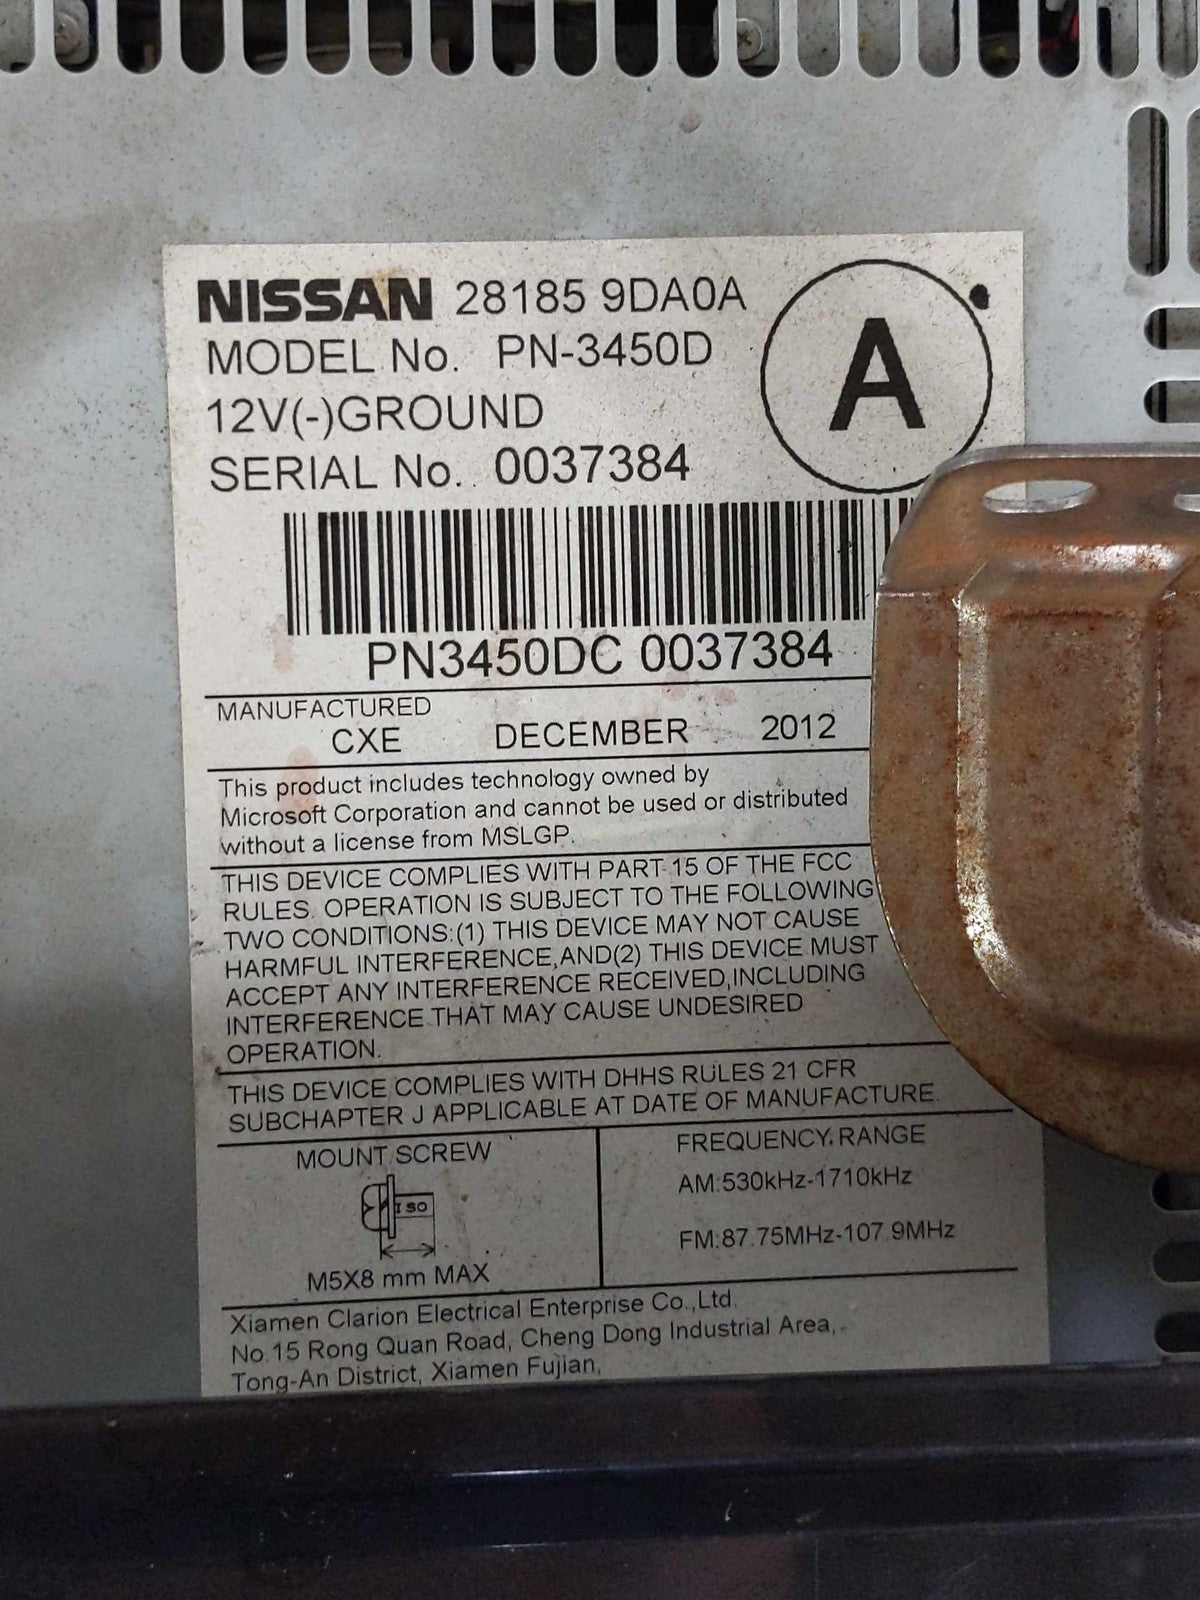 NISSAN 28185 9DA0A
A
MODEL No. PN-3450D
12V(-)GROUND
SERIAL No. 0037384
PN3450DC 0037384
MANUFACTURED
CXE DECEMBER 2012
This product includes technology owned by
Microsoft Corporation and cannot be used or distributed
without a license from MSLGP.
THIS DEVICE COMPLIES WITH PART 15 OF THE FCC
RULES. OPERATION IS SUBJECT TO THE FOLLOWING
TWO CONDITIONS:(1) THIS DEVICE MAY NOT CAUSE
HARMFUL INTERFERENCE,AND(2) THIS DEVICE MUST
ACCEPT ANY INTERFERENCE RECEIVED,INCLUDING
INTERFERENCE THAT MAY CAUSE UNDESIRED
OPERATION.
THIS DEVICE COMPLIES WITH DHHS RULES 21 CFR
SUBCHAPTER J APPLICABLE AT DATE OF MANUFACTURE.
MOUNT SCREW
ISO
M5X8 mm MAX
FREQUENCY RANGE
AM:530kHz-1710kHz
FM:87.75MHz-107.9MHz
Xiamen Clarion Electrical Enterprise Co.,Ltd.
No.15 Rong Quan Road, Cheng Dong Industrial Area,
Tong-An District, Xiamen Fujian,